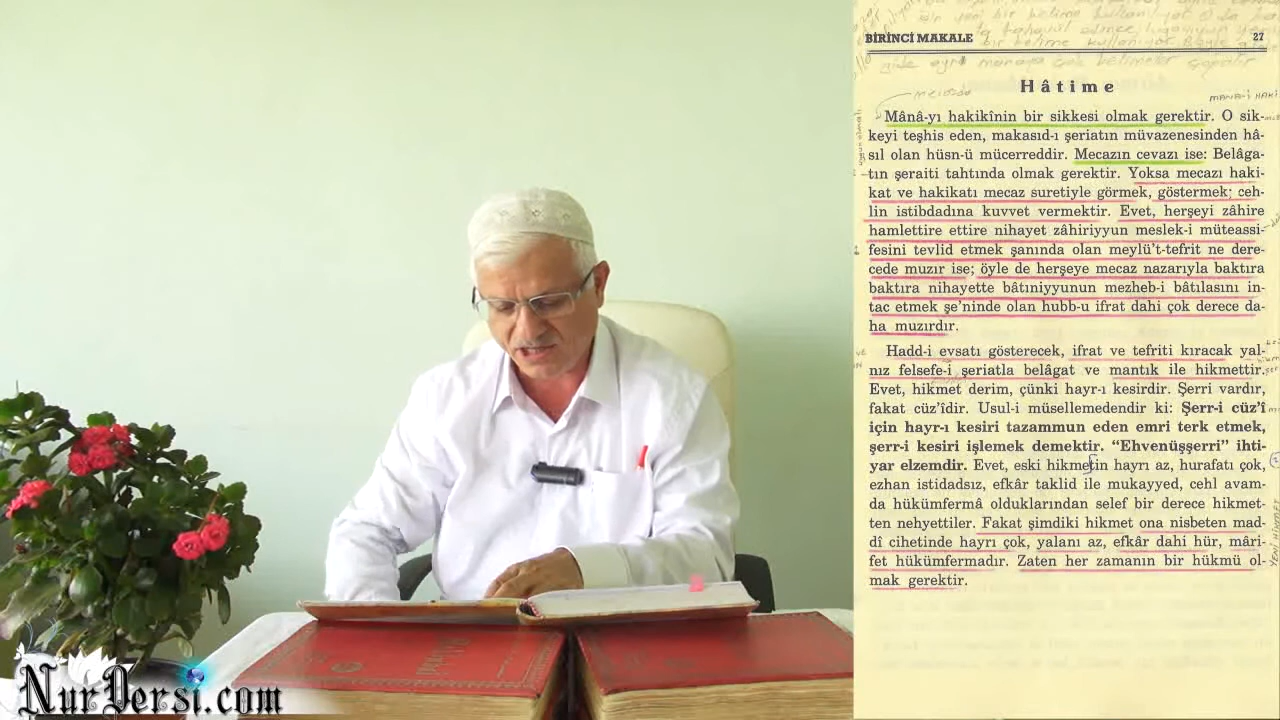 BİRİNCİ MAKALE 27
Hâtime
Mânâ-yı hakikînin bir sikkesi olmak gerektir. O sik-
keyi teşhis eden, makasıd-ı şeriatın müvazenesinden hâ-
sıl olan hüsn-ü mücerreddir. Mecazın cevazı ise: Belâga-
tın şeraiti tahtında olmak gerektir. Yoksa mecazı haki-
kat ve hakikatı mecaz suretiyle görmek, göstermek; ceh-
lin istibdadına kuvvet vermektir. Evet, herşeyi zâhire
hamlettire ettire nihayet zâhiriyyun meslek-i müteassi-
fesini tevlid etmek şanında olan meylü't-tefrit ne dere-
cede muzır ise; öyle de herşeye mecaz nazarıyla baktıra
baktıra nihayette bâtıniyyunun mezheb-i bâtılasını in-
tac etmek şe'ninde olan hubb-u ifrat dahi çok derece da-
ha muzırdır.
Hadd-i evsatı gösterecek, ifrat ve tefriti kıracak yal-
nız felsefe-i şeriatla belâgat ve mantık ile hikmettir.
Evet, hikmet derim, çünki hayr-ı kesirdir. Şerri vardır,
fakat cüz'îdir. Usul-i müsellemedendir ki: Şerr-i cüz'î
için hayr-ı kesiri tazammun eden emri terk etmek,
şerr-i kesiri işlemek demektir. "Ehvenüşşerri" ihti-
yar elzemdir. Evet, eski hikmetin hayrı az, hurafatı çok,
ezhan istidadsız, efkâr taklid ile mukayyed, cehl avam-
da hükümfermâ olduklarından selef bir derece hikmet-
ten nehyettiler. Fakat şimdiki hikmet ona nisbeten mad-
dî cihetinde hayrı çok, yalanı az, efkâr dahi hür, mâri-
fet hükümfermadır. Zaten her zamanın bir hükmü ol-
mak gerektir.
NurDersi.com